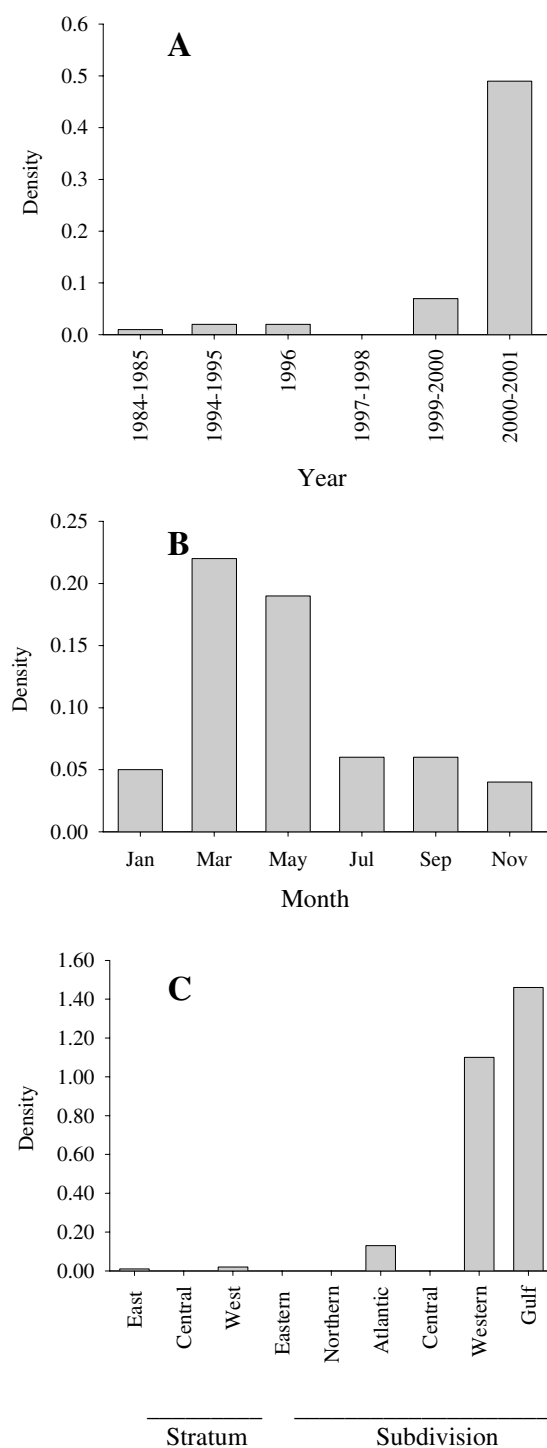 A
Density
0.6
0.5
0.4
0.3
0.2
0.1
0.0
1984-1985
1994-1995
1996
1997-1998
1999-2000
2000-2001
Year
B
Density
0.25
0.20
0.15
0.10
0.05
0.00
Jan Mar May Jul Sep Nov
Month
C
Density
1.60
1.40
1.20
1.00
0.80
0.60
0.40
0.20
0.00
East
Central
West
Eastern
Northern
Atlantic
Central
Western
Gulf
Stratum Subdivision